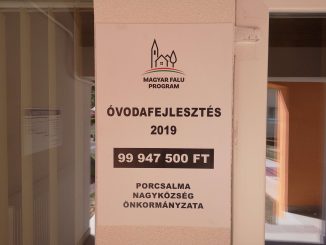 MAGYAR FALU
PROGRAM
ÓVODAFEJLESZTÉS
2019
99 947 500 FT
PORCSALMA
NAGYKÖZSÉG
ÖNKORMÁNYZATA